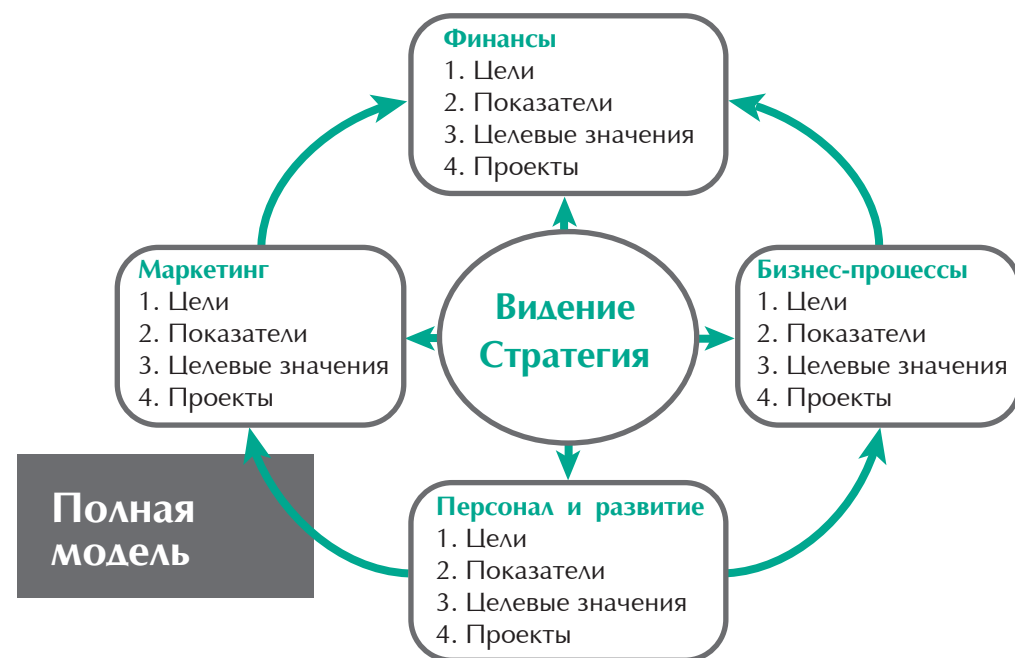 Финансы
1. Цели
2. Показатели
3. Целевые значения
4. Проекты
Маркетинг
1. Цели
2. Показатели
3. Целевые значения
4. Проекты
Видение
Стратегия
Бизнес-процессы
1. Цели
2. Показатели
3. Целевые значения
4. Проекты
Полная
модель
Персонал и развитие
1. Цели
2. Показатели
3. Целевые значения
4. Проекты